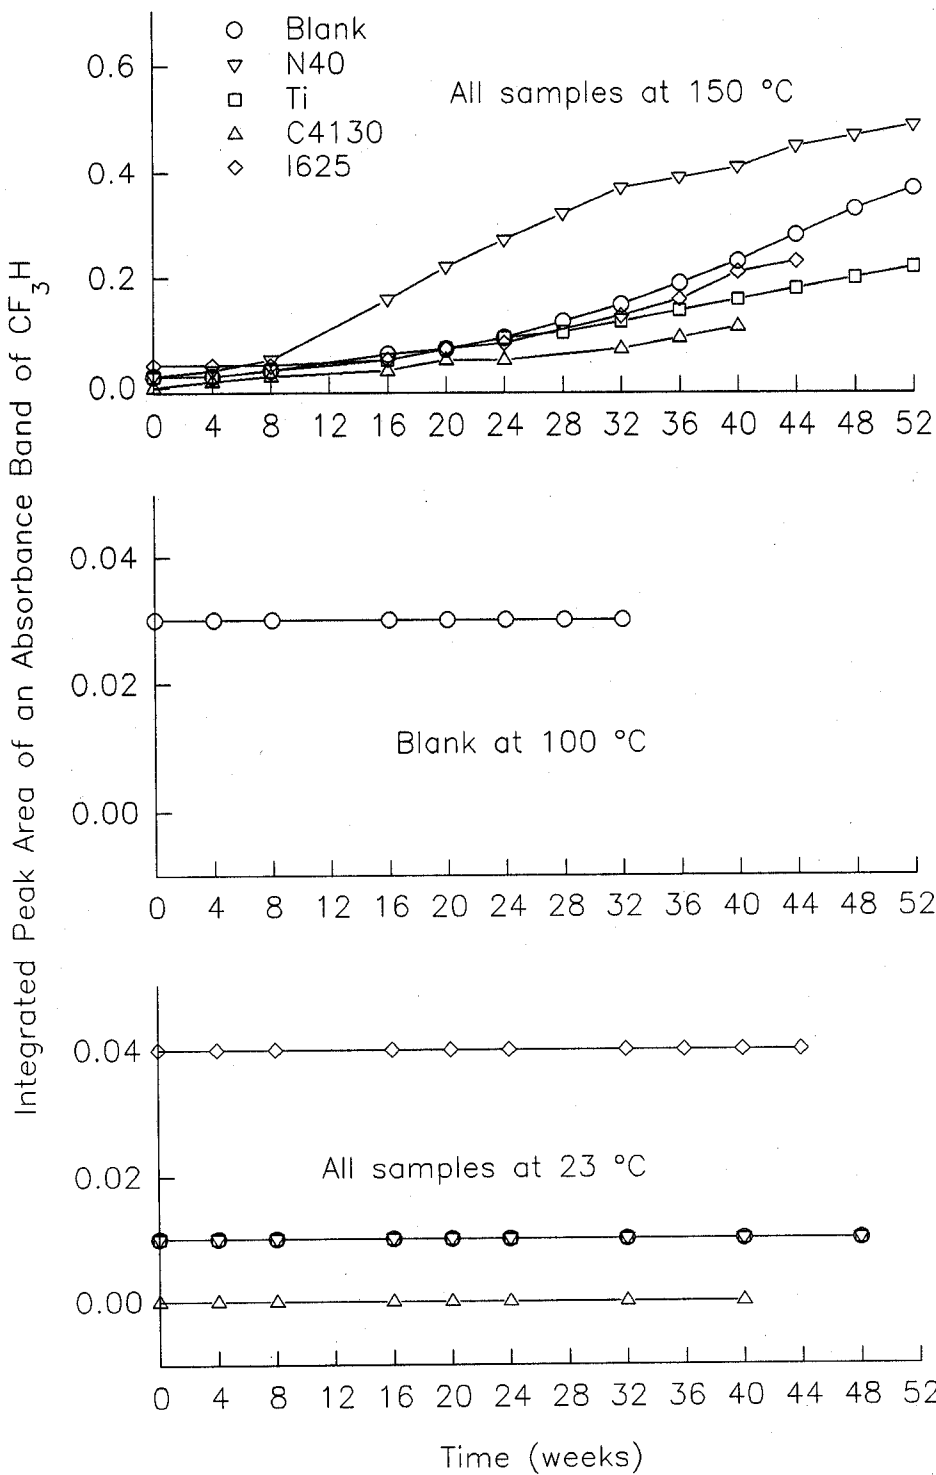 Integrated Peak Area of an Absorbance Band of CF3H
Blank
N40
Ti
C4130
I625
All samples at 150 °C
0.6
0.4
0.2
0.0
0 4 8 12 16 20 24 28 32 36 40 44 48 52
0.04
0.02
0.00
Blank at 100 °C
0 4 8 12 16 20 24 28 32 36 40 44 48 52
0.04
0.02
0.00
All samples at 23 °C
0 4 8 12 16 20 24 28 32 36 40 44 48 52
Time (weeks)